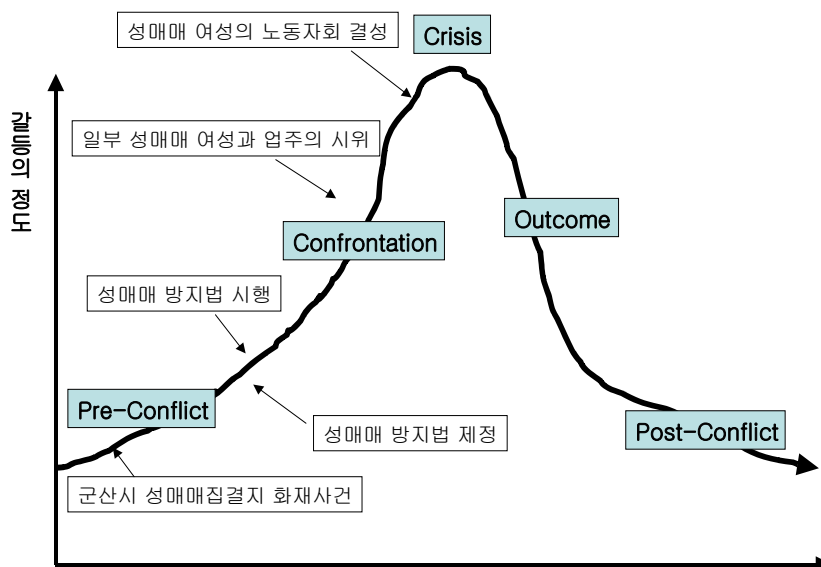 성매매 여성의 노동자회 결성
Crisis
일부 성매매 여성과 업주의 시위
갈등의 정도
Outcome
Confrontation
성매매 방지법 시행
Pre-Conflict
성매매 방지법 제정
Post-Conflict
군산시 성매매집결지 화재사건